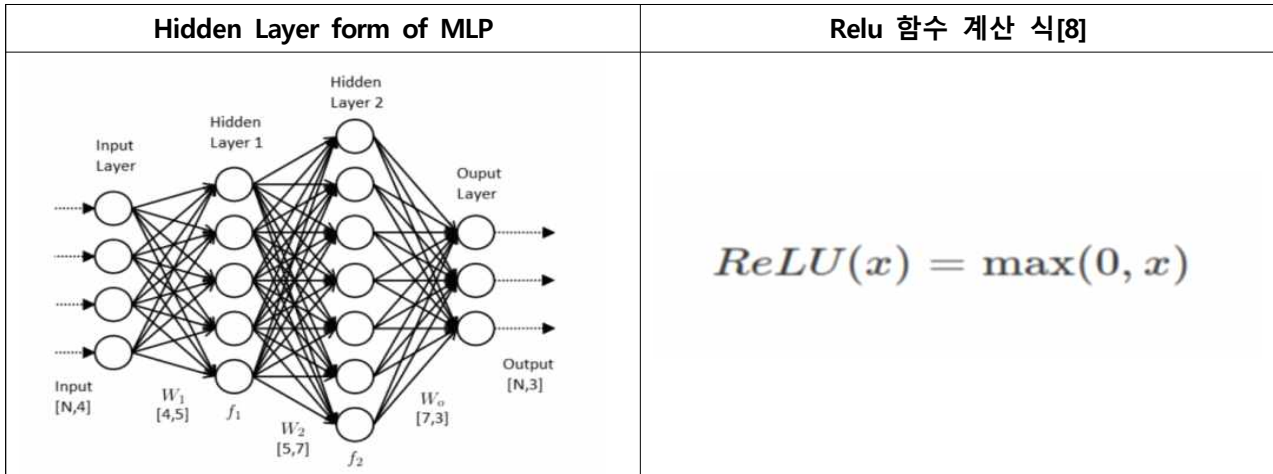 Hidden Layer form of MLP
Relu 함수 계산 식[8]
Input
Layer
Hidden
Layer 1
Hidden
Layer 2
Ouput
Layer
Input
[N,4]
W₁
[4,5]
f₁
W₂
[5,7]
f₂
Wₒ
[7,3]
Output
[N,3]
ReLU(x) = max(0, x)